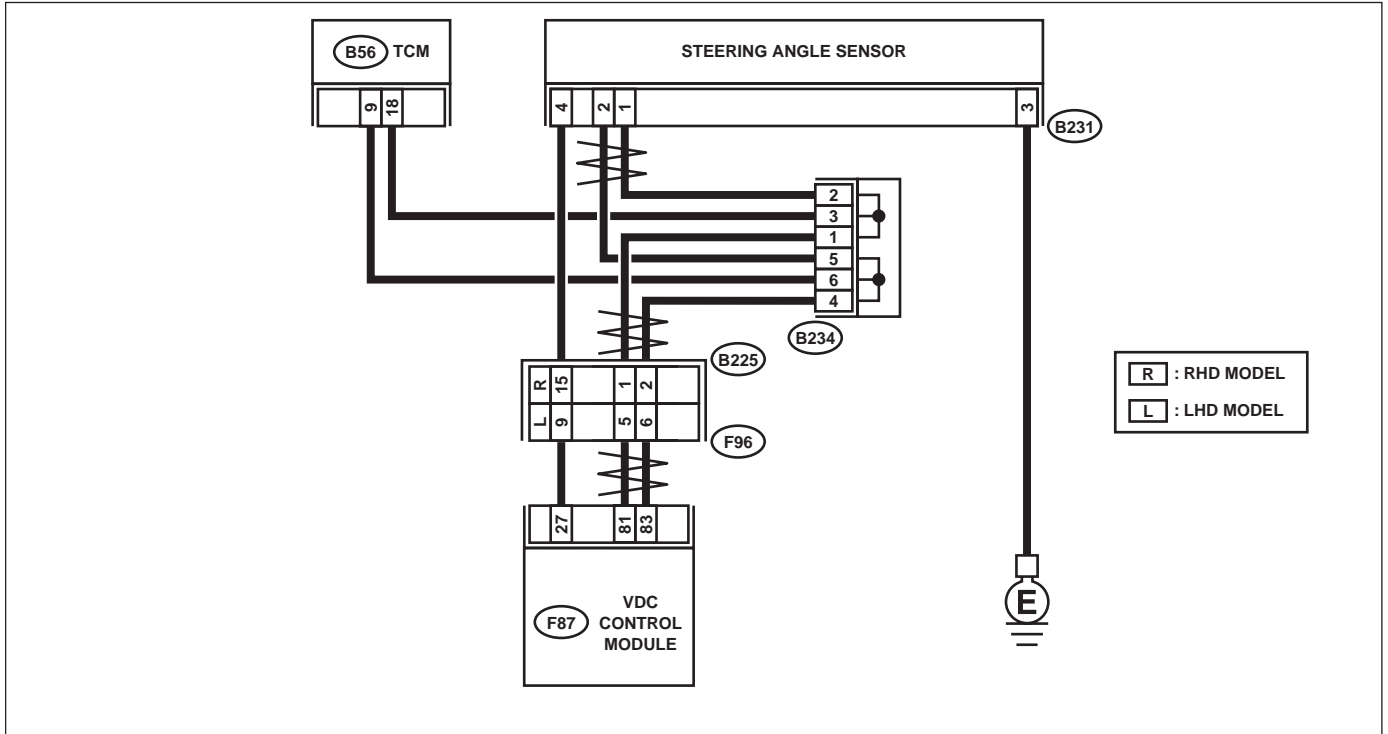 B56 TCM
STEERING ANGLE SENSOR
9 18
4 2 1 3
B231
2
3
1
5
6
4
B234
B225
R 15 1 2
L 9 5 6
F96
R : RHD MODEL
L : LHD MODEL
27 81 83
F87
VDC
CONTROL
MODULE
E